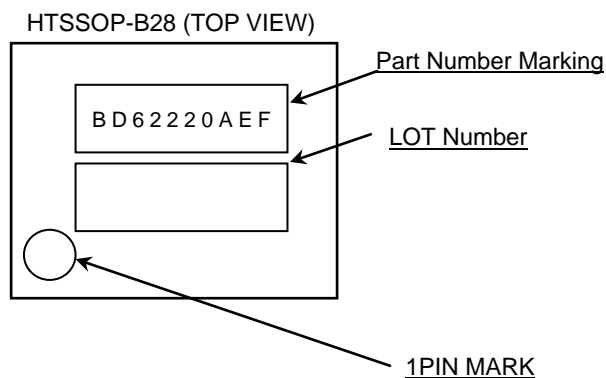 HTSSOP-B28 (TOP VIEW)
Part Number Marking
BD62220AEF
LOT Number
1PIN MARK